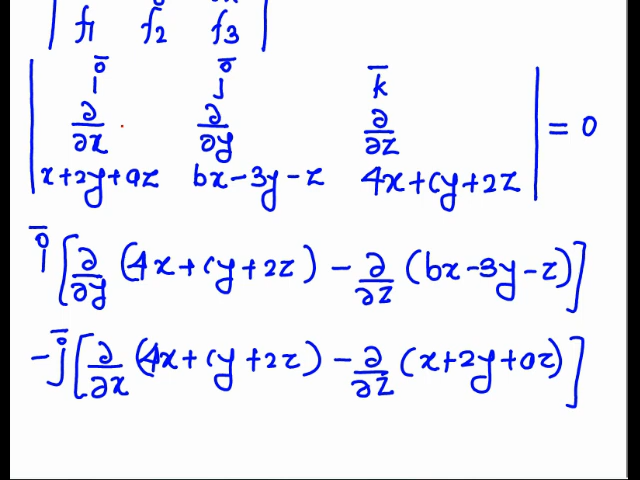 | f1 f2 f3 |
| i̅ j̅ k̅ |
| ∂/∂x ∂/∂y ∂/∂z | = 0
| x+2y+az bx-3y-z 4x+cy+2z |
i̅ [ ∂/∂y (4x+cy+2z) - ∂/∂z (bx-3y-z) ]
-j̅ [ ∂/∂x (4x+cy+2z) - ∂/∂z (x+2y+az) ]